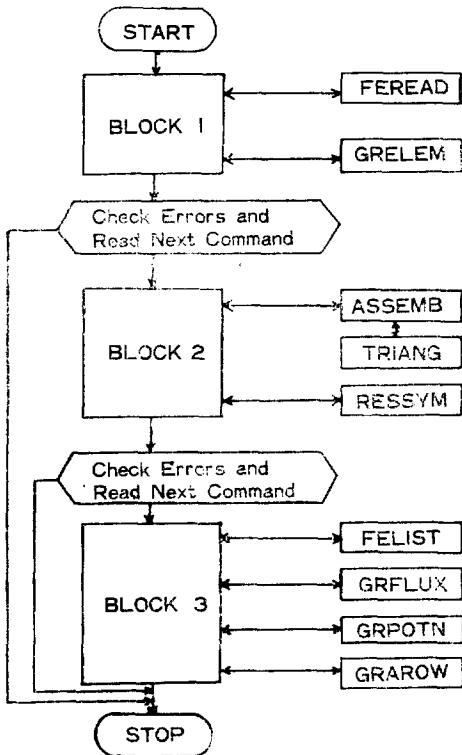 START
BLOCK 1
FEREAD
GRELEM
Check Errors and
Read Next Command
BLOCK 2
ASSEMB
TRIANG
RESSYM
Check Errors and
Read Next Command
BLOCK 3
FELIST
GRFLUX
GRPOTN
GRAROW
STOP